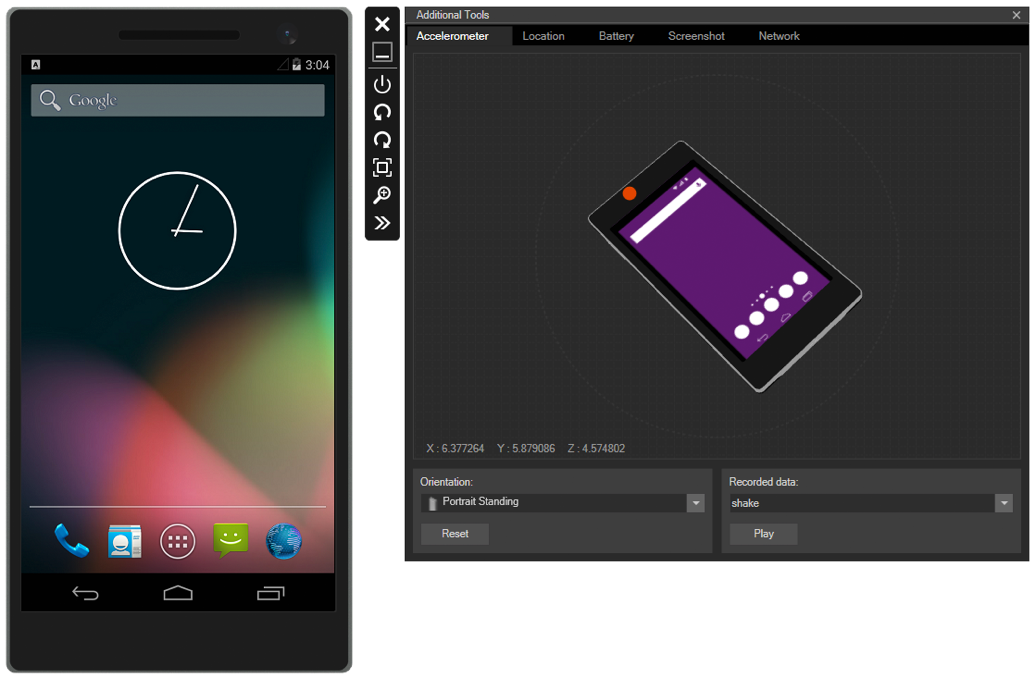 3:04
Google
Additional Tools
Accelerometer Location Battery Screenshot Network
X : 6.377264 Y : 5.879086 Z : 4.574802
Orientation: Recorded data:
Portrait Standing shake
Reset Play